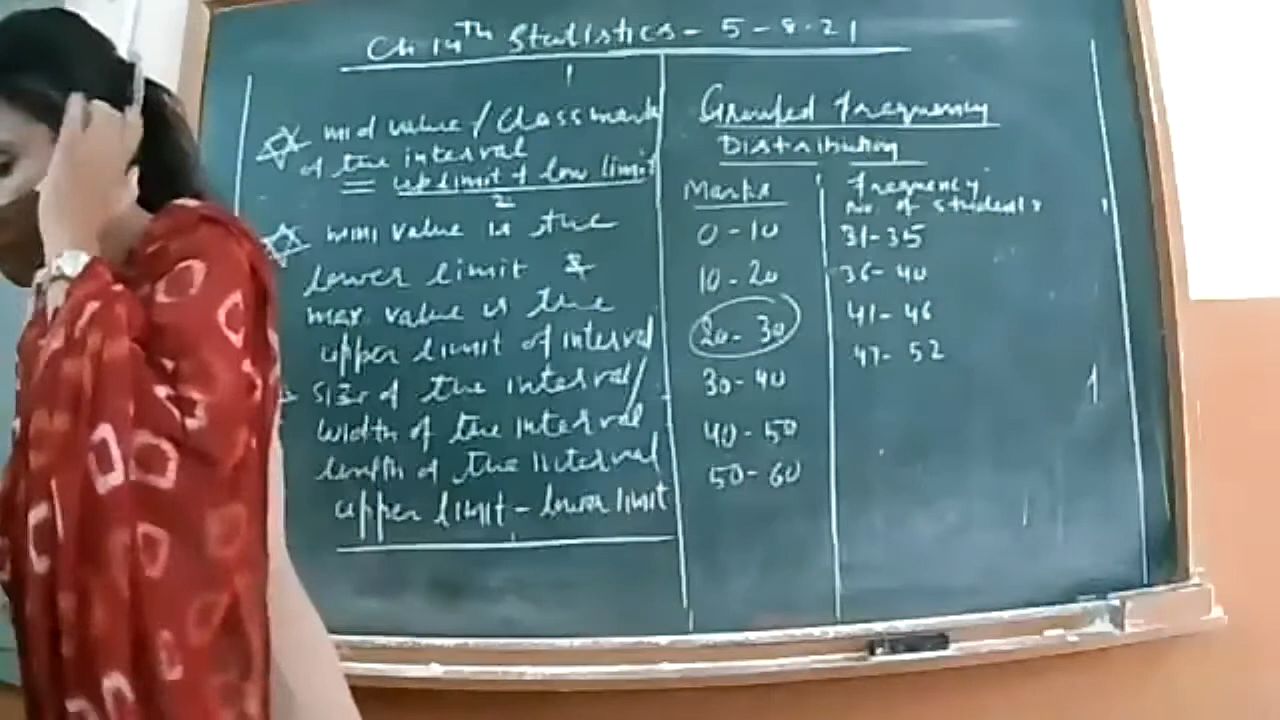 Ch 14th Statistics - 5-8-21
mid value / Class mark
of the interval
= up limit + low limit
2
mini value is the
lower limit &
max. value is the
upper limit of interval
size of the interval /
width of the interval
length of the interval
upper limit - lower limit
Grouped frequency
Distribution
Marks
0-10
10-20
20-30
30-40
40-50
50-60
frequency
no. of students
31-35
36-40
41-46
47-52